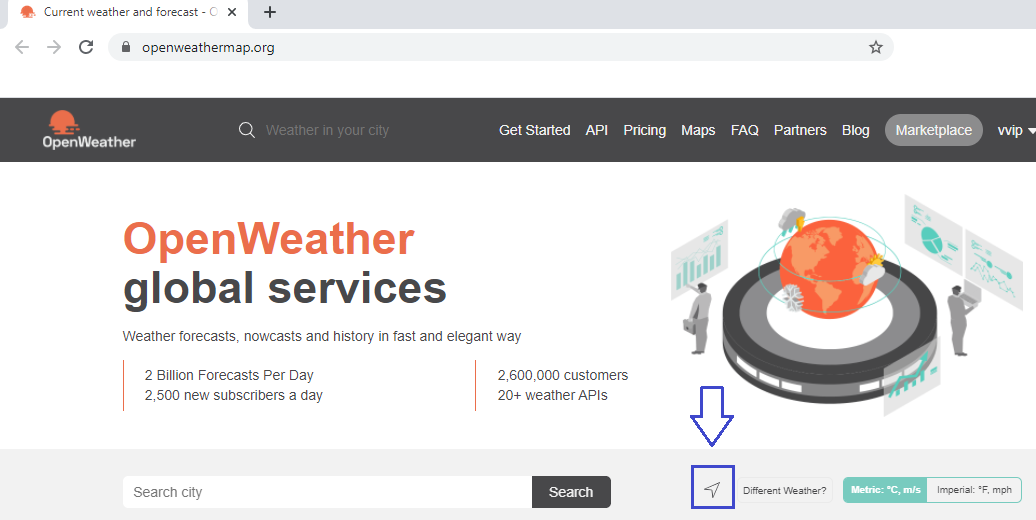 Current weather and forecast - O
openweathermap.org
OpenWeather
Weather in your city
Get Started API Pricing Maps FAQ Partners Blog Marketplace vvip
OpenWeather
global services
Weather forecasts, nowcasts and history in fast and elegant way
2 Billion Forecasts Per Day
2,500 new subscribers a day
2,600,000 customers
20+ weather APIs
Search city Search Different Weather? Metric: °C, m/s Imperial: °F, mph